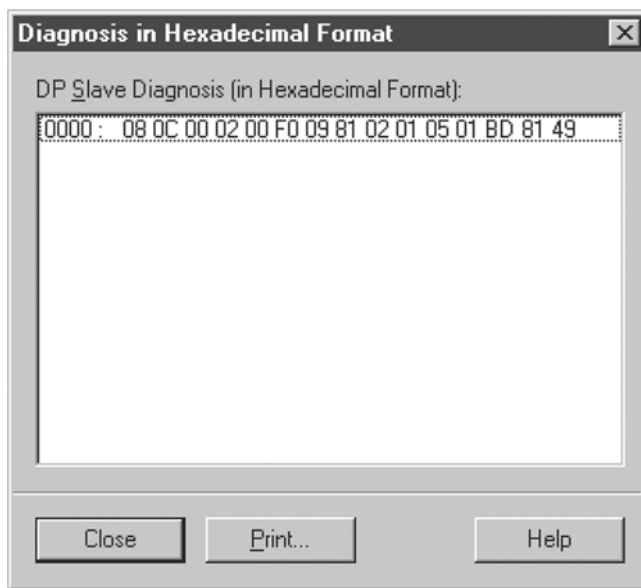 Diagnosis in Hexadecimal Format
DP Slave Diagnosis (in Hexadecimal Format):
0000 : 08 0C 00 02 00 F0 09 81 02 01 05 01 BD 81 49
Close Print... Help